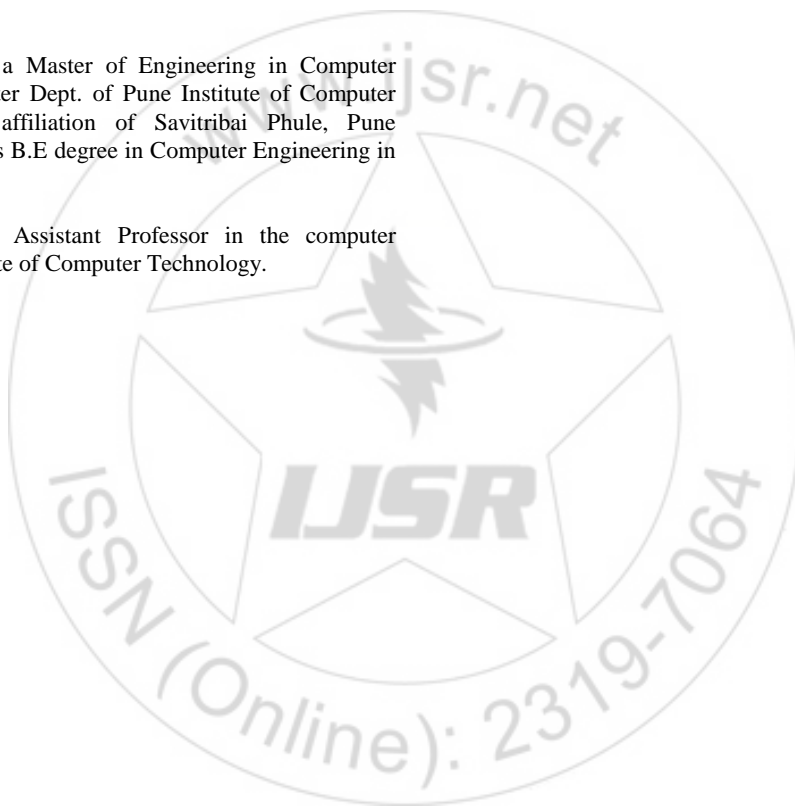 a Master of Engineering in Computer
er Dept. of Pune Institute of Computer
affiliation of Savitribai Phule, Pune
s B.E degree in Computer Engineering in
Assistant Professor in the computer
te of Computer Technology.
www.ijsr.net
IJSR
ISSN (Online): 2319-7064